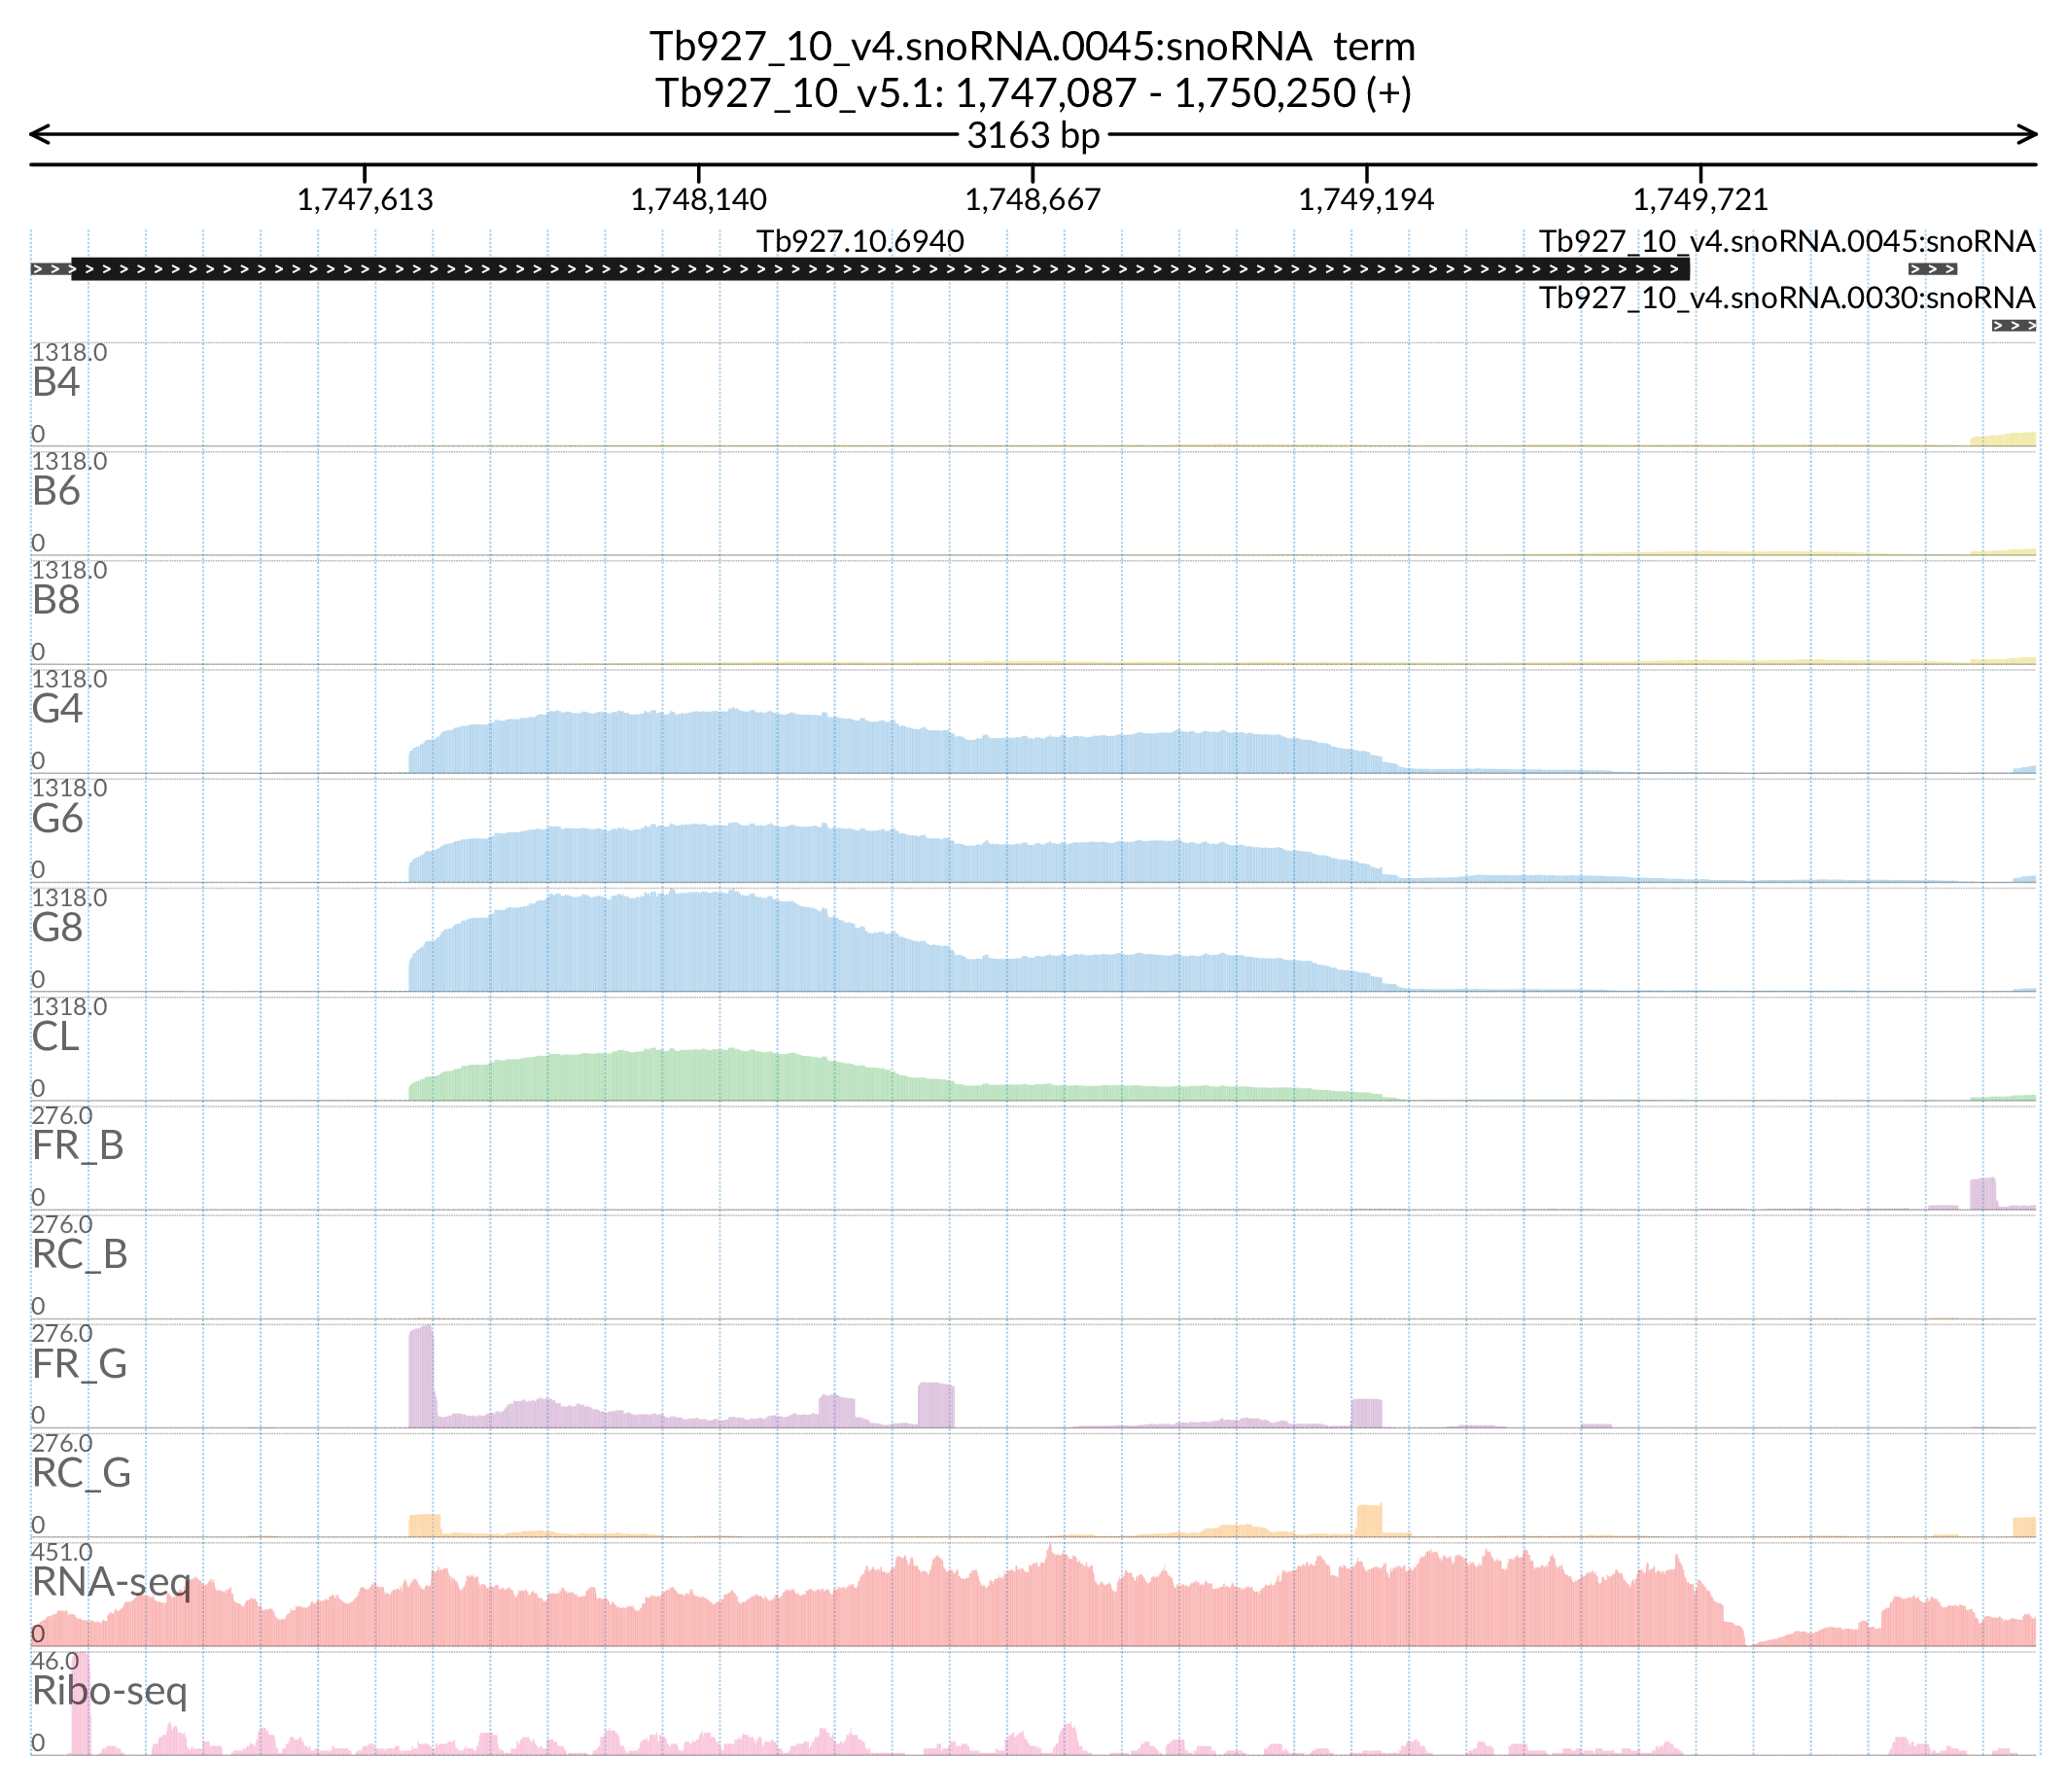 Tb927_10_v4.snoRNA.0045:snoRNA term
Tb927_10_v5.1: 1,747,087 - 1,750,250 (+)
3163 bp
1,747,613 1,748,140 1,748,667 1,749,194 1,749,721
Tb927.10.6940 Tb927_10_v4.snoRNA.0045:snoRNA
Tb927_10_v4.snoRNA.0030:snoRNA
1318.0
B4
0
1318.0
B6
0
1318.0
B8
0
1318.0
G4
0
1318.0
G6
0
1318.0
G8
0
1318.0
CL
0
276.0
FR_B
0
276.0
RC_B
0
276.0
FR_G
0
276.0
RC_G
0
451.0
RNA-seq
0
46.0
Ribo-seq
0